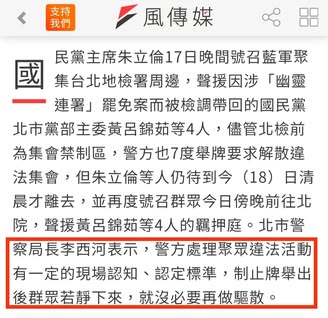 支持
我們
風傳媒
國民黨主席朱立倫17日晚間號召藍軍聚
集台北地檢署周邊,聲援因涉「幽靈
連署」罷免案而被檢調帶回的國民黨
北市黨部主委黃呂錦茹等4人,儘管北檢前
為集會禁制區,警方也7度舉牌要求解散違
法集會,但朱立倫等人仍待到今(18)日清
晨才離去,並再度號召群眾今日傍晚前往北
院,聲援黃呂錦茹等4人的羈押庭。北市警
察局長李西河表示,警方處理聚眾違法活動
有一定的現場認知、認定標準,制止牌舉出
後群眾若靜下來,就沒必要再做驅散。